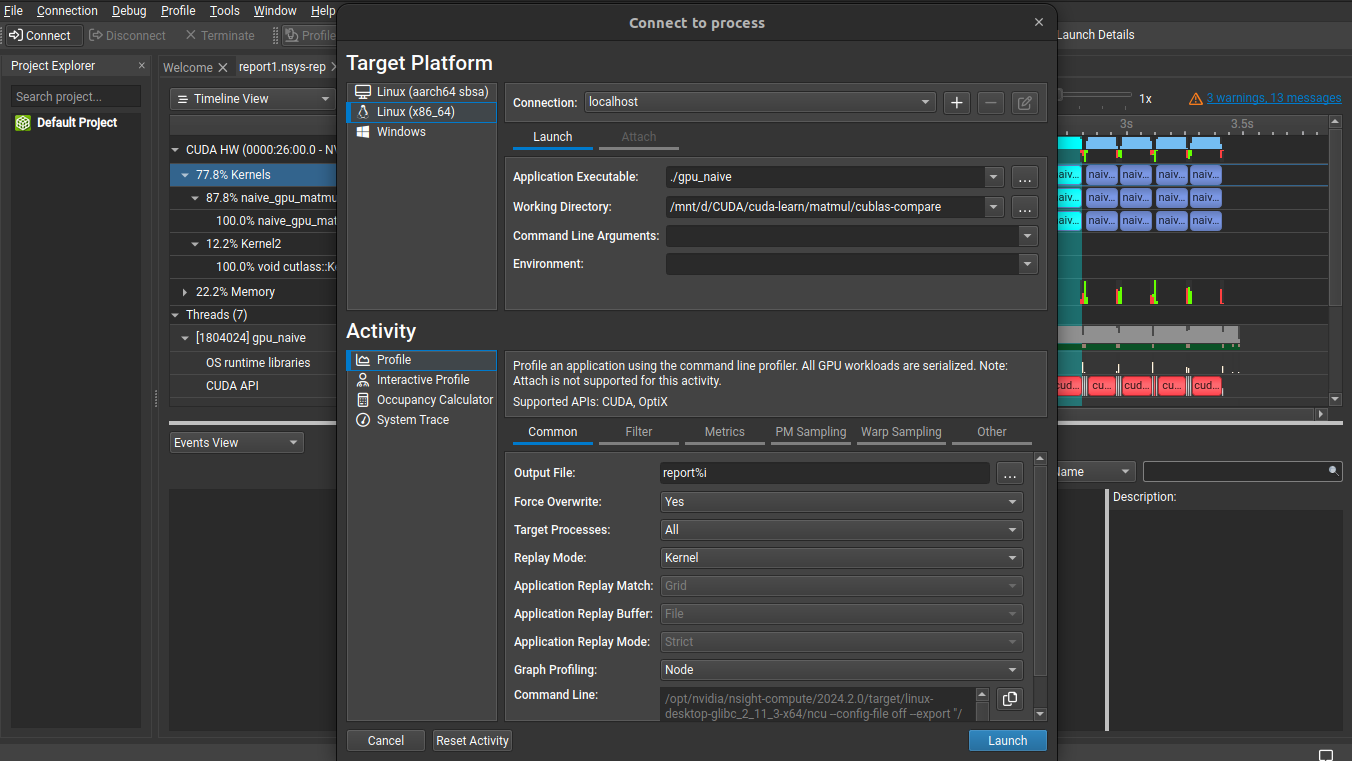 File Connection Debug Profile Tools Window Help
Connect to process
Connect Disconnect Terminate Profile
Launch Details
Project Explorer
Search project...
Default Project
Welcome
report1.nsys-rep
Timeline View
1x
3 warnings, 13 messages
3s 3.5s
CUDA HW (0000:26:00.0 - NV
77.8% Kernels
87.8% naive_gpu_matmu
100.0% naive_gpu_mat
12.2% Kernel2
100.0% void cutlass::Ke
22.2% Memory
Threads (7)
[1804024] gpu_naive
OS runtime libraries
CUDA API
naiv... naiv... naiv... naiv... naiv...
naiv... naiv... naiv... naiv... naiv...
naiv... naiv... naiv... naiv... naiv...
cud... cu... cud... cu... cud...
Events View
Name
Description:
Target Platform
Linux (aarch64 sbsa)
Linux (x86_64)
Windows
Connection: localhost
Launch Attach
Application Executable: ./gpu_naive ...
Working Directory: /mnt/d/CUDA/cuda-learn/matmul/cublas-compare ...
Command Line Arguments:
Environment:
Activity
Profile
Interactive Profile
Occupancy Calculator
System Trace
Profile an application using the command line profiler. All GPU workloads are serialized. Note:
Attach is not supported for this activity.
Supported APIs: CUDA, OptiX
Common Filter Metrics PM Sampling Warp Sampling Other
Output File: report%i ...
Force Overwrite: Yes
Target Processes: All
Replay Mode: Kernel
Application Replay Match: Grid
Application Replay Buffer: File
Application Replay Mode: Strict
Graph Profiling: Node
Command Line: /opt/nvidia/nsight-compute/2024.2.0/target/linux-
desktop-glibc_2_11_3-x64/ncu --config-file off --export "/
Cancel Reset Activity Launch